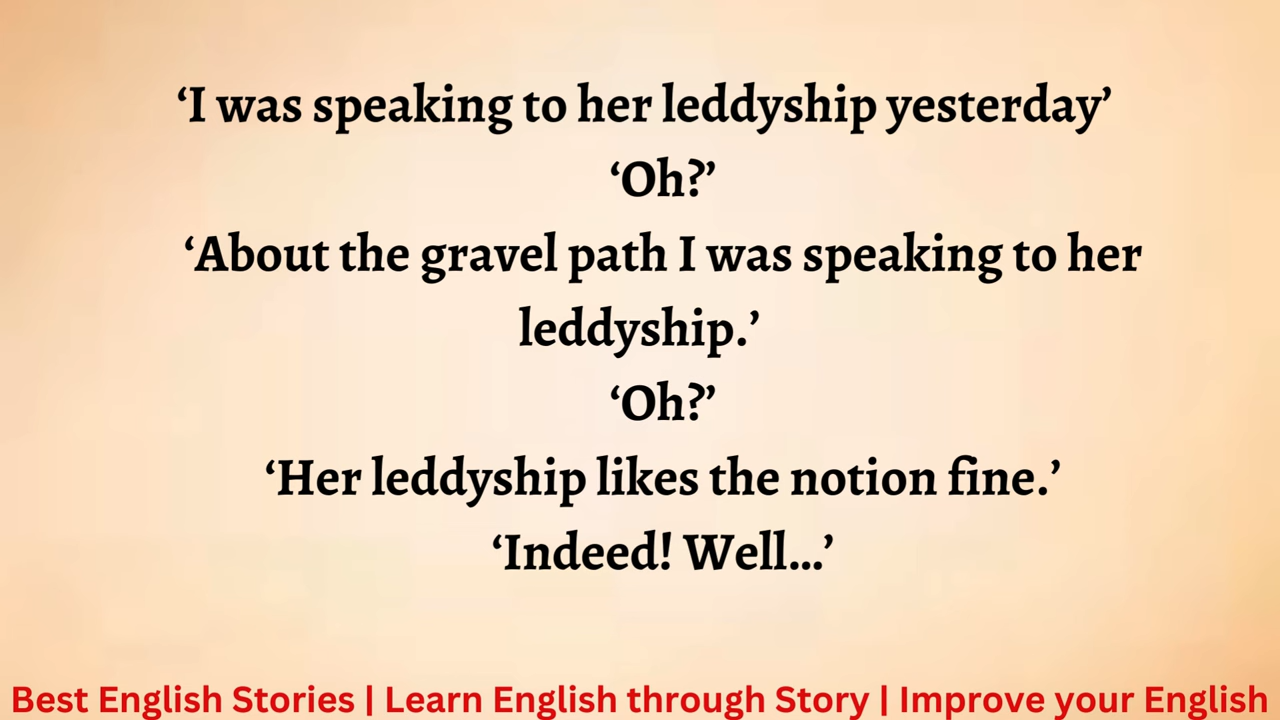 ‘I was speaking to her leddyship yesterday’
‘Oh?’
‘About the gravel path I was speaking to her
leddyship.’
‘Oh?’
‘Her leddyship likes the notion fine.’
‘Indeed! Well...’
Best English Stories | Learn English through Story | Improve your English